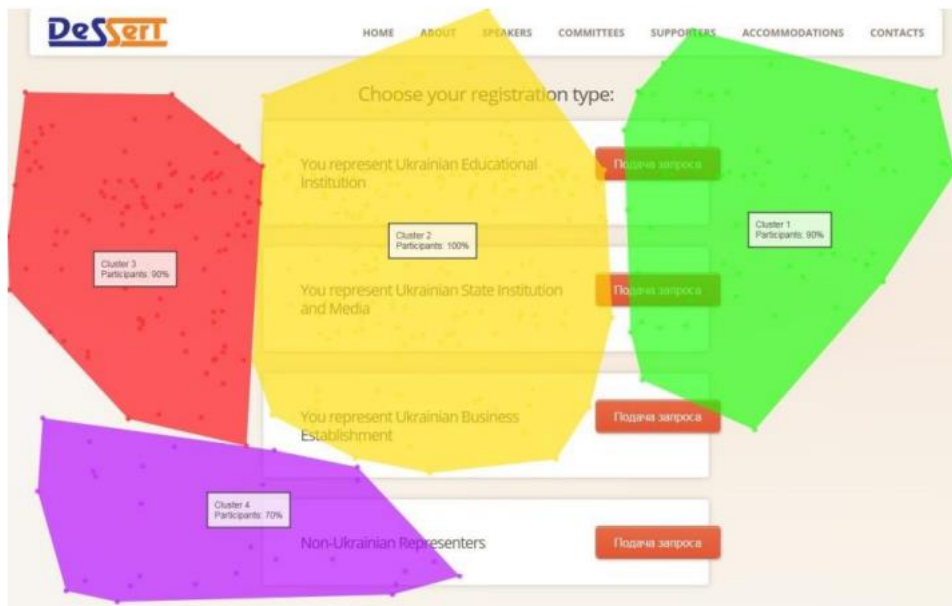 DeSSerT
HOME ABOUT SPEAKERS COMMITTEES SUPPORTERS ACCOMMODATIONS CONTACTS
Choose your registration type:
You represent Ukrainian Educational
Institution
Подача запроса
Cluster 1
Participants: 90%
Cluster 2
Participants: 100%
Cluster 3
Participants: 90%
You represent Ukrainian State Institution
and Media
Подача запроса
You represent Ukrainian Business
Establishment
Подача запроса
Cluster 4
Participants: 70%
Non-Ukrainian Representers
Подача запроса